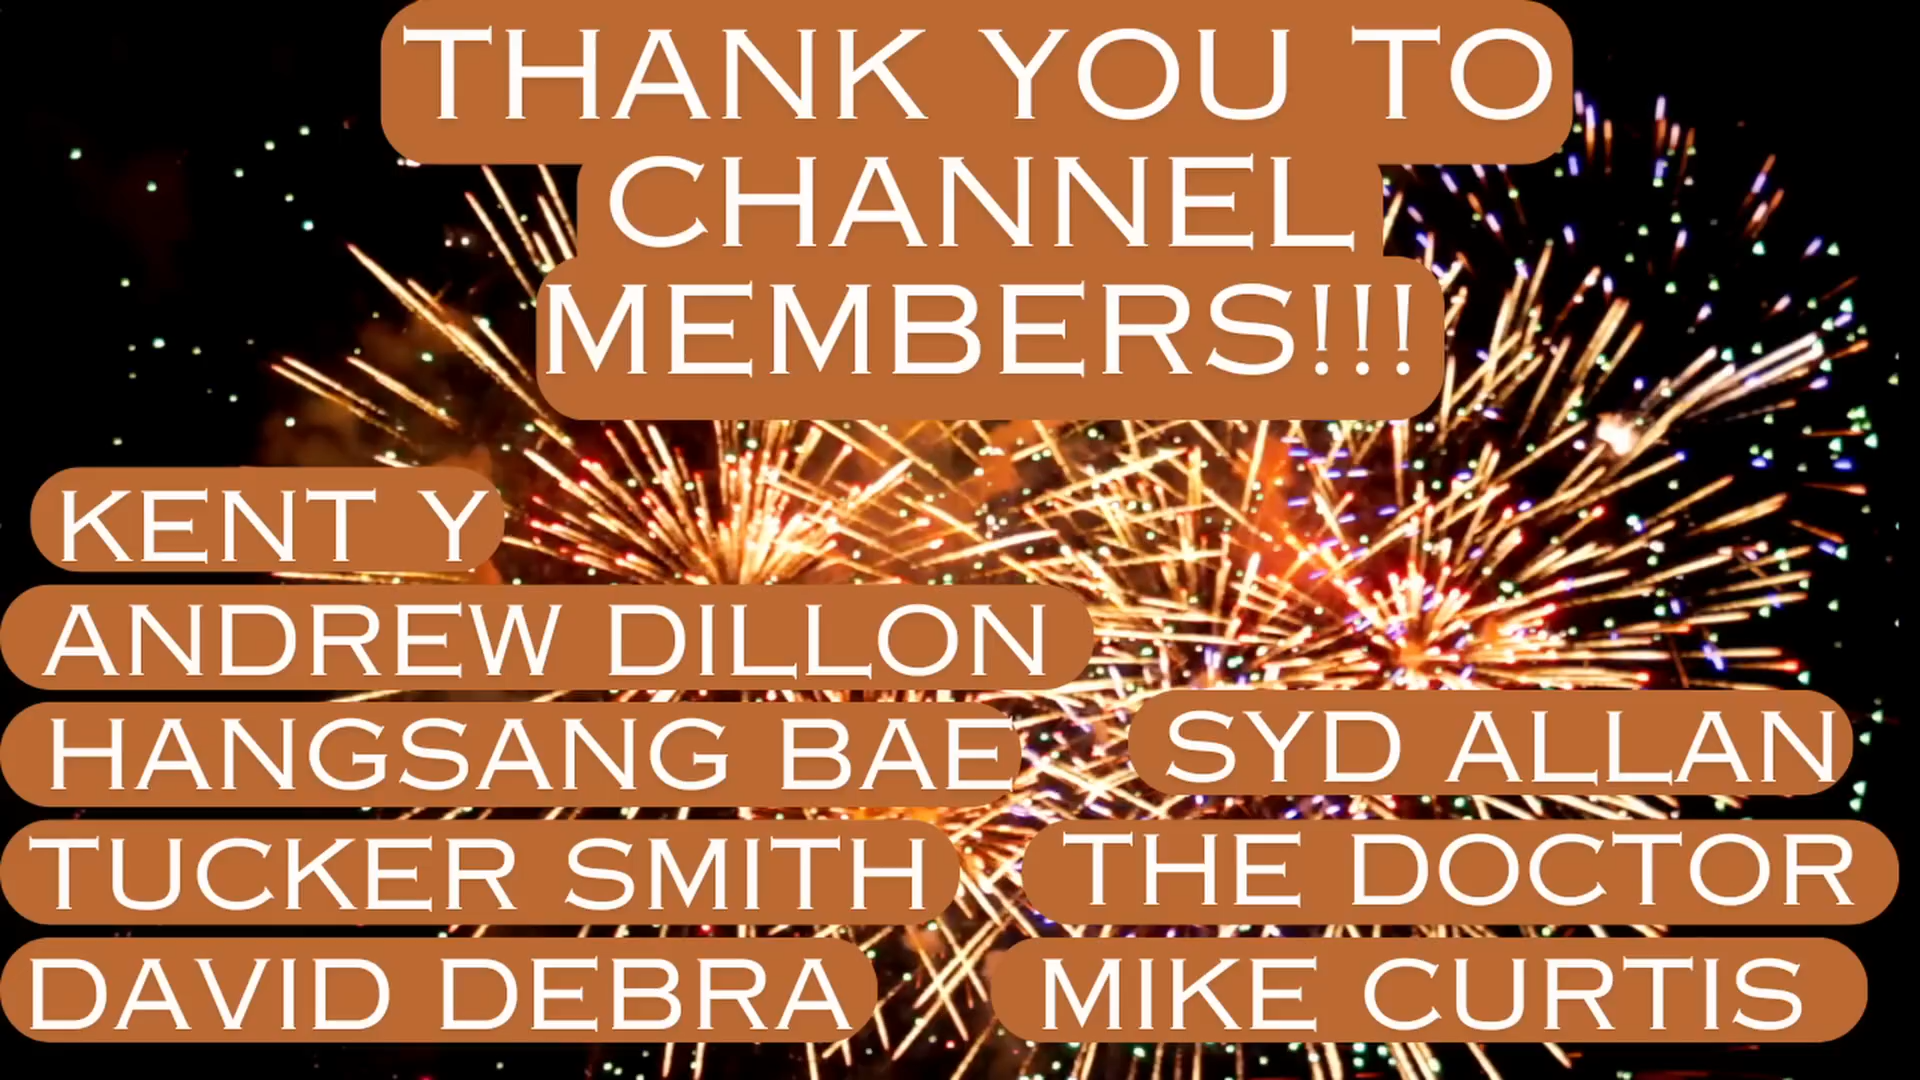 THANK YOU TO
CHANNEL
MEMBERS!!!
KENT Y
ANDREW DILLON
HANGSANG BAE
TUCKER SMITH
DAVID DEBRA
SYD ALLAN
THE DOCTOR
MIKE CURTIS